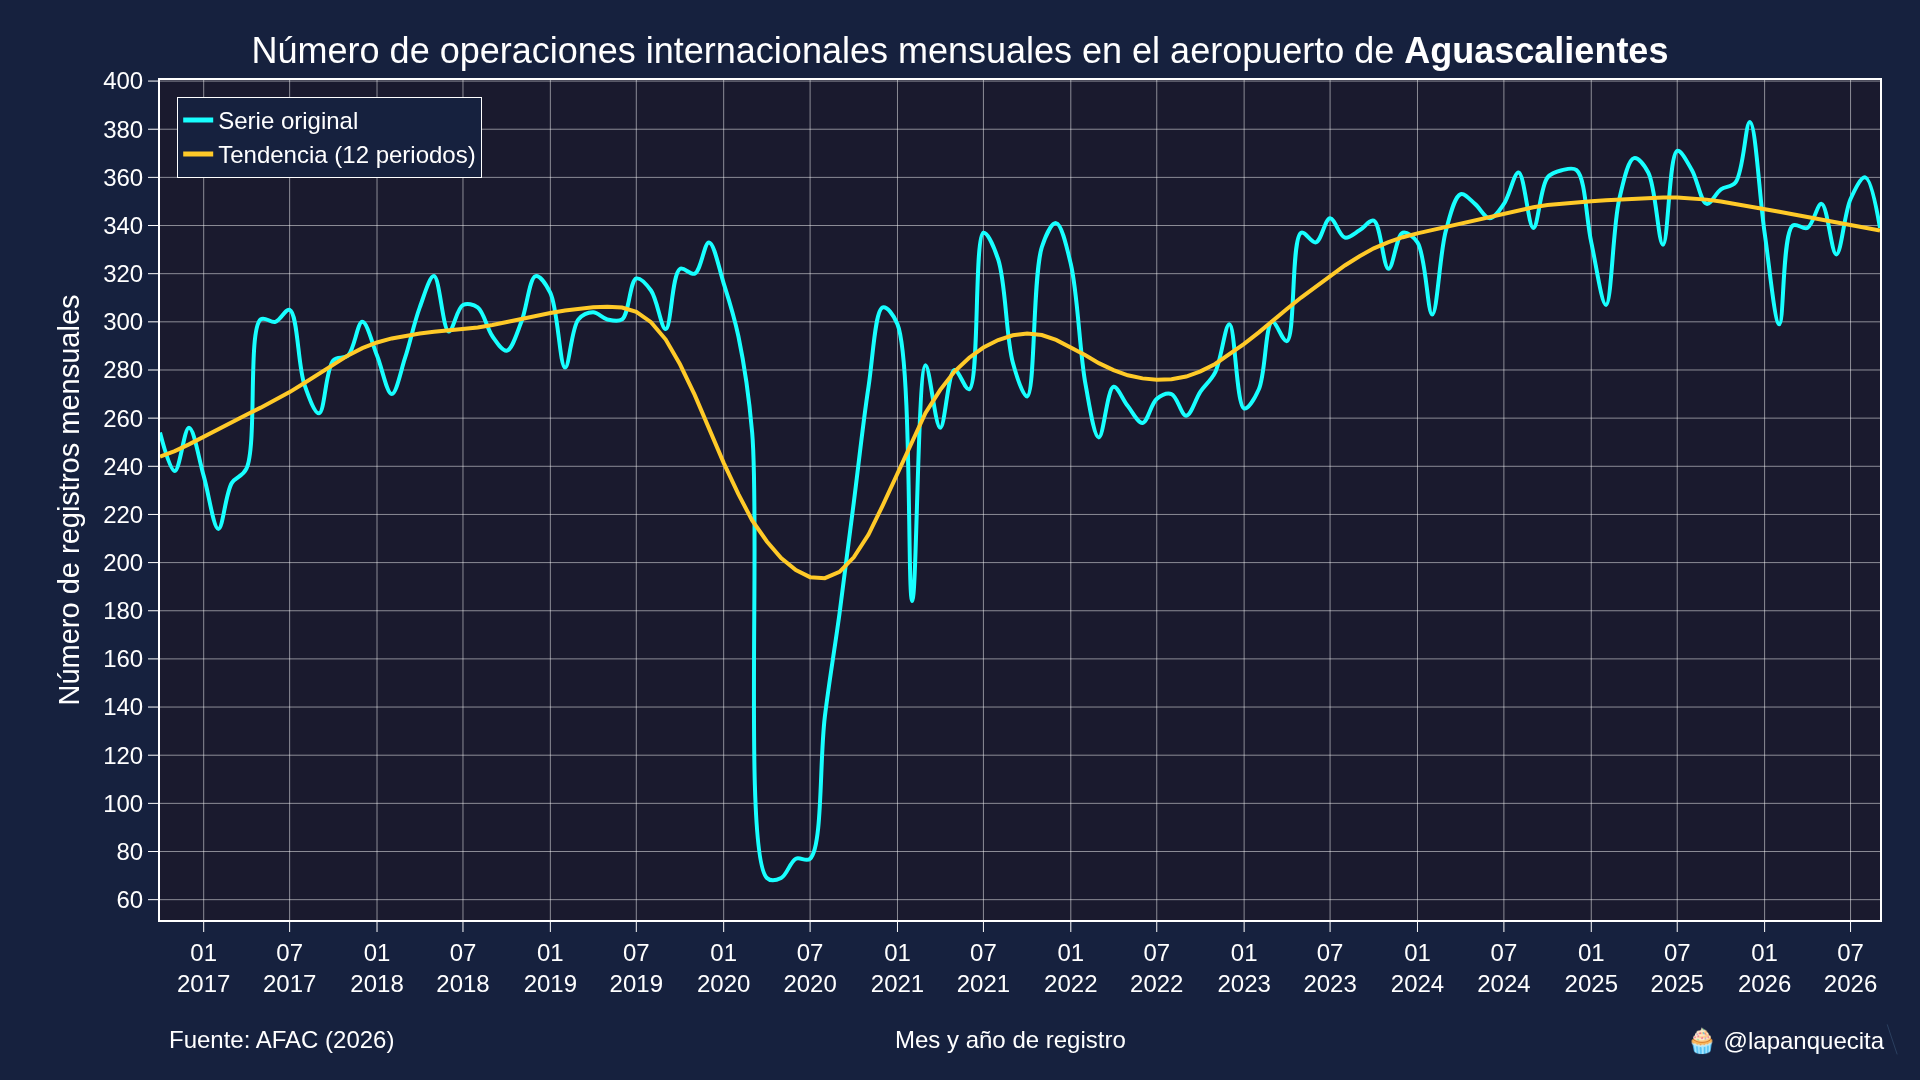 Número de operaciones internacionales mensuales en el aeropuerto de Aguascalientes
Serie original
Tendencia (12 periodos)
Número de registros mensuales
400
380
360
340
320
300
280
260
240
220
200
180
160
140
120
100
80
60
01 07 01 07 01 07 01 07 01 07 01 07 01 07 01 07 01 07 01 07
2017 2017 2018 2018 2019 2019 2020 2020 2021 2021 2022 2022 2023 2023 2024 2024 2025 2025 2026 2026
Fuente: AFAC (2026)
Mes y año de registro
🧁 @lapanquecita